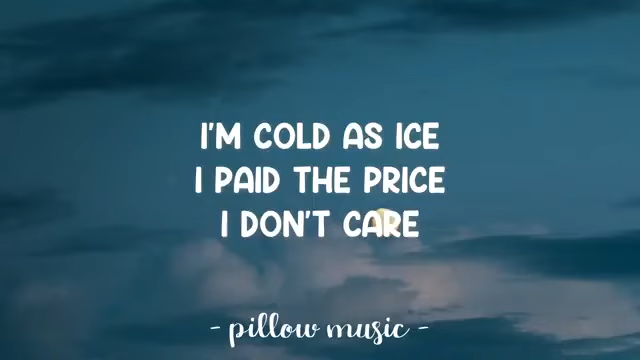 I'M COLD AS ICE
I PAID THE PRICE
I DON'T CARE
- pillow music -